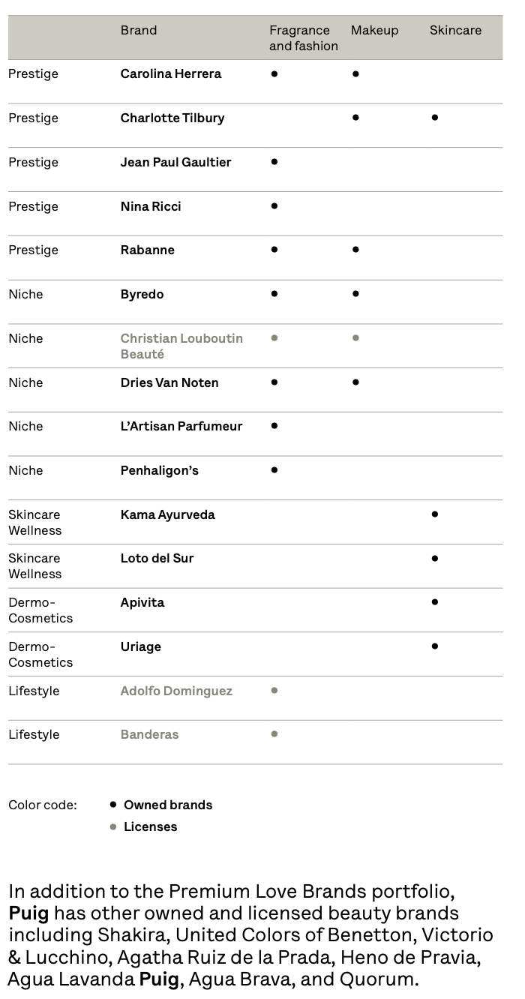 Brand Fragrance Makeup Skincare
and fashion
Prestige Carolina Herrera ● ●
Prestige Charlotte Tilbury ● ●
Prestige Jean Paul Gaultier ●
Prestige Nina Ricci ●
Prestige Rabanne ● ●
Niche Byredo ● ●
Niche Christian Louboutin ● ●
Beauté
Niche Dries Van Noten ● ●
Niche L’Artisan Parfumeur ●
Niche Penhaligon’s ●
Skincare Kama Ayurveda ●
Wellness
Skincare Loto del Sur ●
Wellness
Dermo- Apivita ●
Cosmetics
Dermo- Uriage ●
Cosmetics
Lifestyle Adolfo Dominguez ●
Lifestyle Banderas ●
Color code: ● Owned brands
● Licenses
In addition to the Premium Love Brands portfolio,
Puig has other owned and licensed beauty brands
including Shakira, United Colors of Benetton, Victorio
& Lucchino, Agatha Ruiz de la Prada, Heno de Pravia,
Agua Lavanda Puig, Agua Brava, and Quorum.